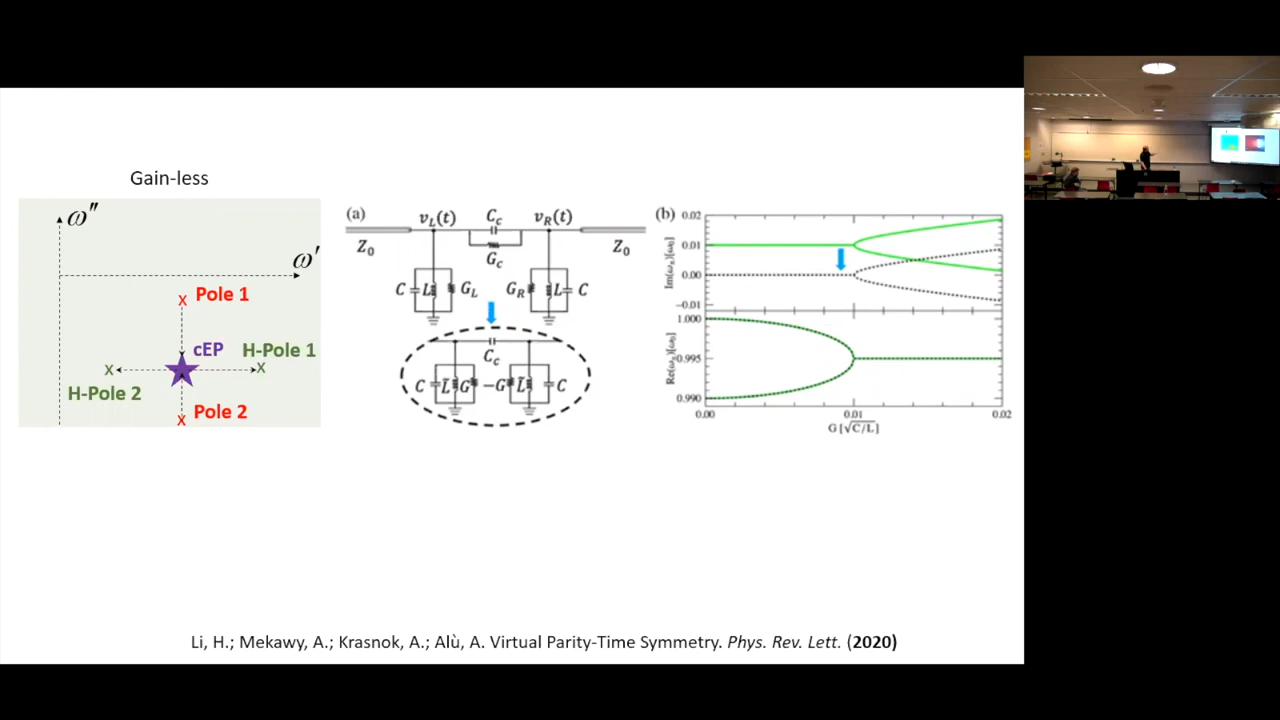 Gain-less
ω″
ω′
Pole 1
cEP
H-Pole 1
H-Pole 2
Pole 2
(a)
v_L(t)
C_c
v_R(t)
Z_0
G_c
Z_0
C L G_L
G_R L C
C_c
C L̃ G −G L̃ C
(b)
Im(ω_n)[ω_0]
0.02
0.01
0.00
−0.01
Re(ω_n)[ω_0]
1.000
0.995
0.990
0.00 0.01 0.02
G[√C/L]
Li, H.; Mekawy, A.; Krasnok, A.; Alù, A. Virtual Parity-Time Symmetry. Phys. Rev. Lett. (2020)